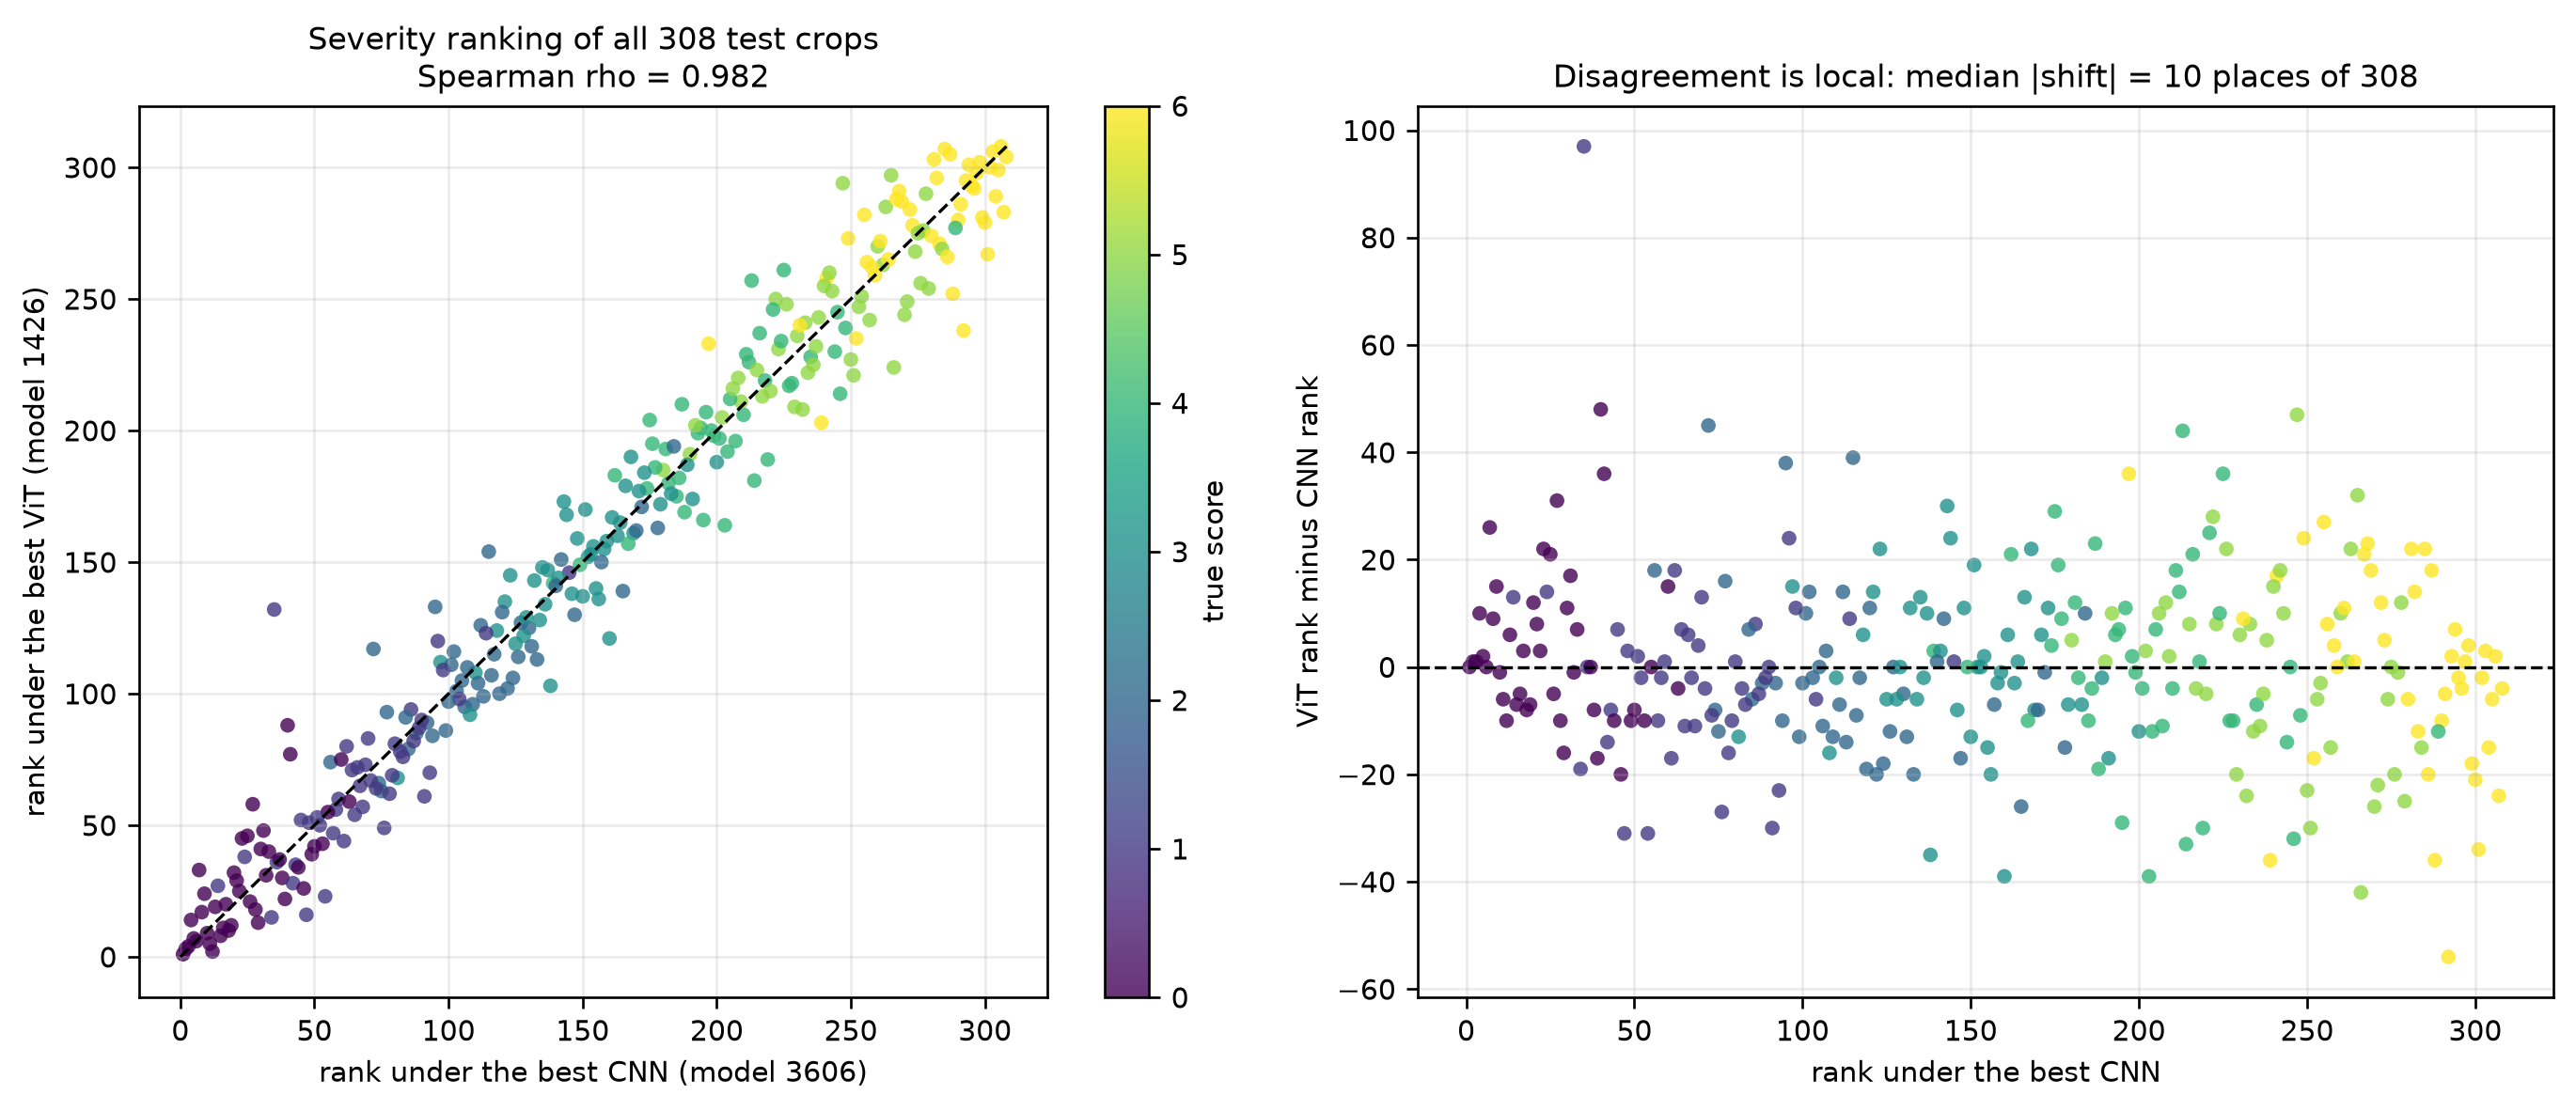 Severity ranking of all 308 test crops
Spearman rho = 0.982
300
250
200
150
100
50
0
0 50 100 150 200 250 300
rank under the best ViT (model 1426)
rank under the best CNN (model 3606)
6
5
4
3
2
1
0
true score
Disagreement is local: median |shift| = 10 places of 308
100
80
60
40
20
0
−20
−40
−60
0 50 100 150 200 250 300
ViT rank minus CNN rank
rank under the best CNN